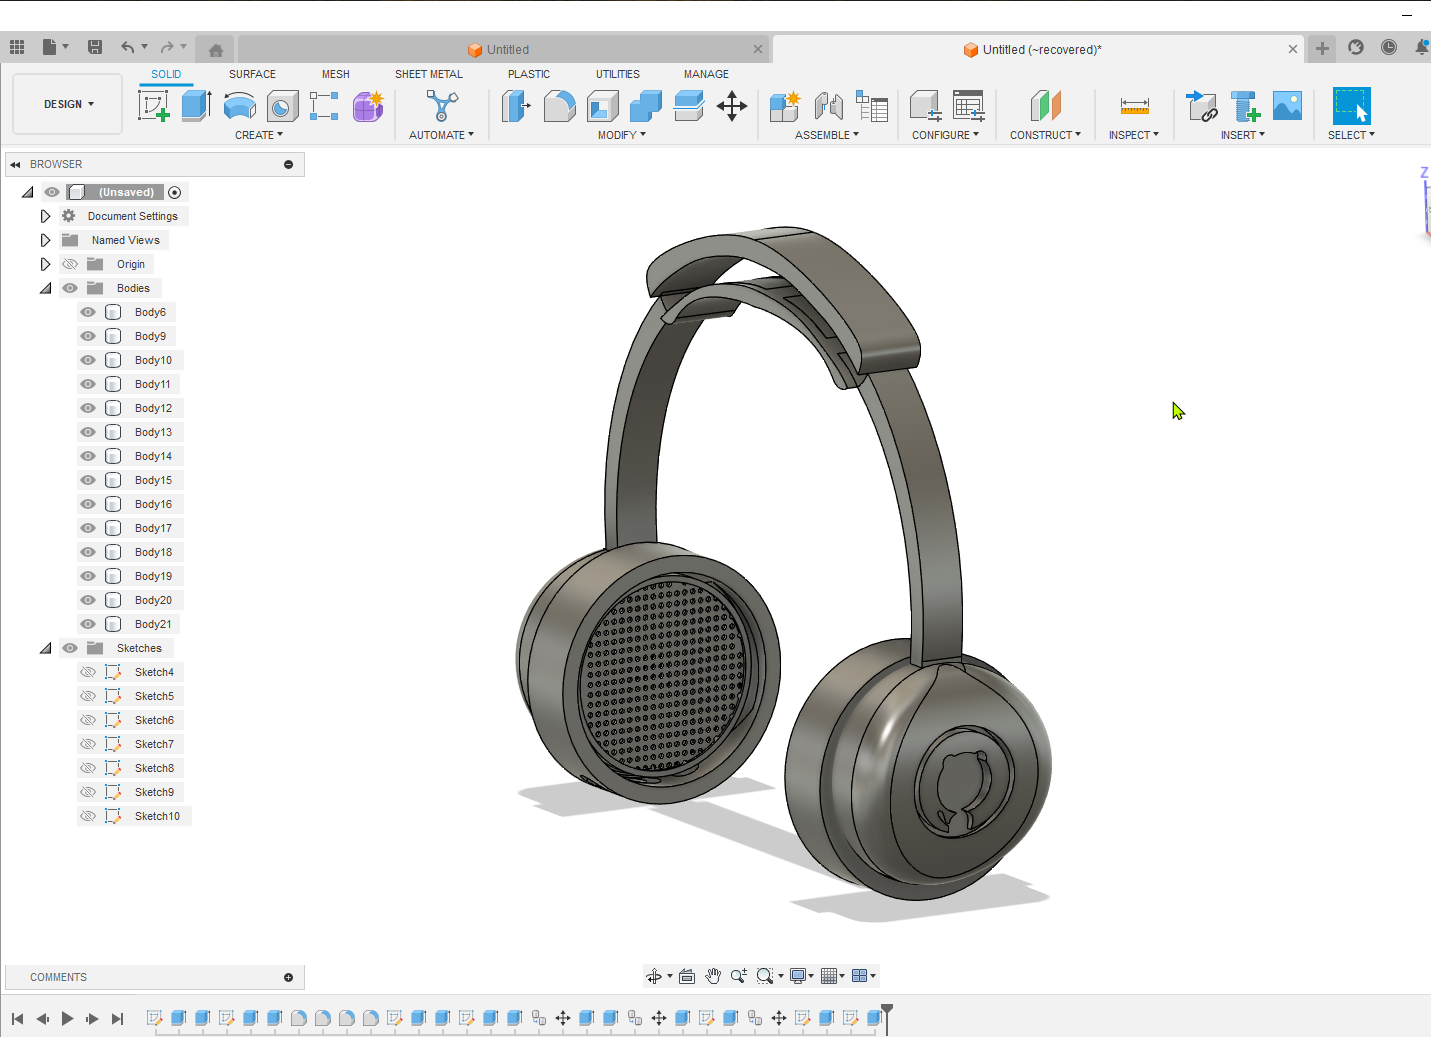 Untitled
Untitled (~recovered)*
SOLID SURFACE MESH SHEET METAL PLASTIC UTILITIES MANAGE
DESIGN
CREATE AUTOMATE MODIFY ASSEMBLE CONFIGURE CONSTRUCT INSPECT INSERT SELECT
BROWSER
Z
(Unsaved)
Document Settings
Named Views
Origin
Bodies
Body6
Body9
Body10
Body11
Body12
Body13
Body14
Body15
Body16
Body17
Body18
Body19
Body20
Body21
Sketches
Sketch4
Sketch5
Sketch6
Sketch7
Sketch8
Sketch9
Sketch10
COMMENTS